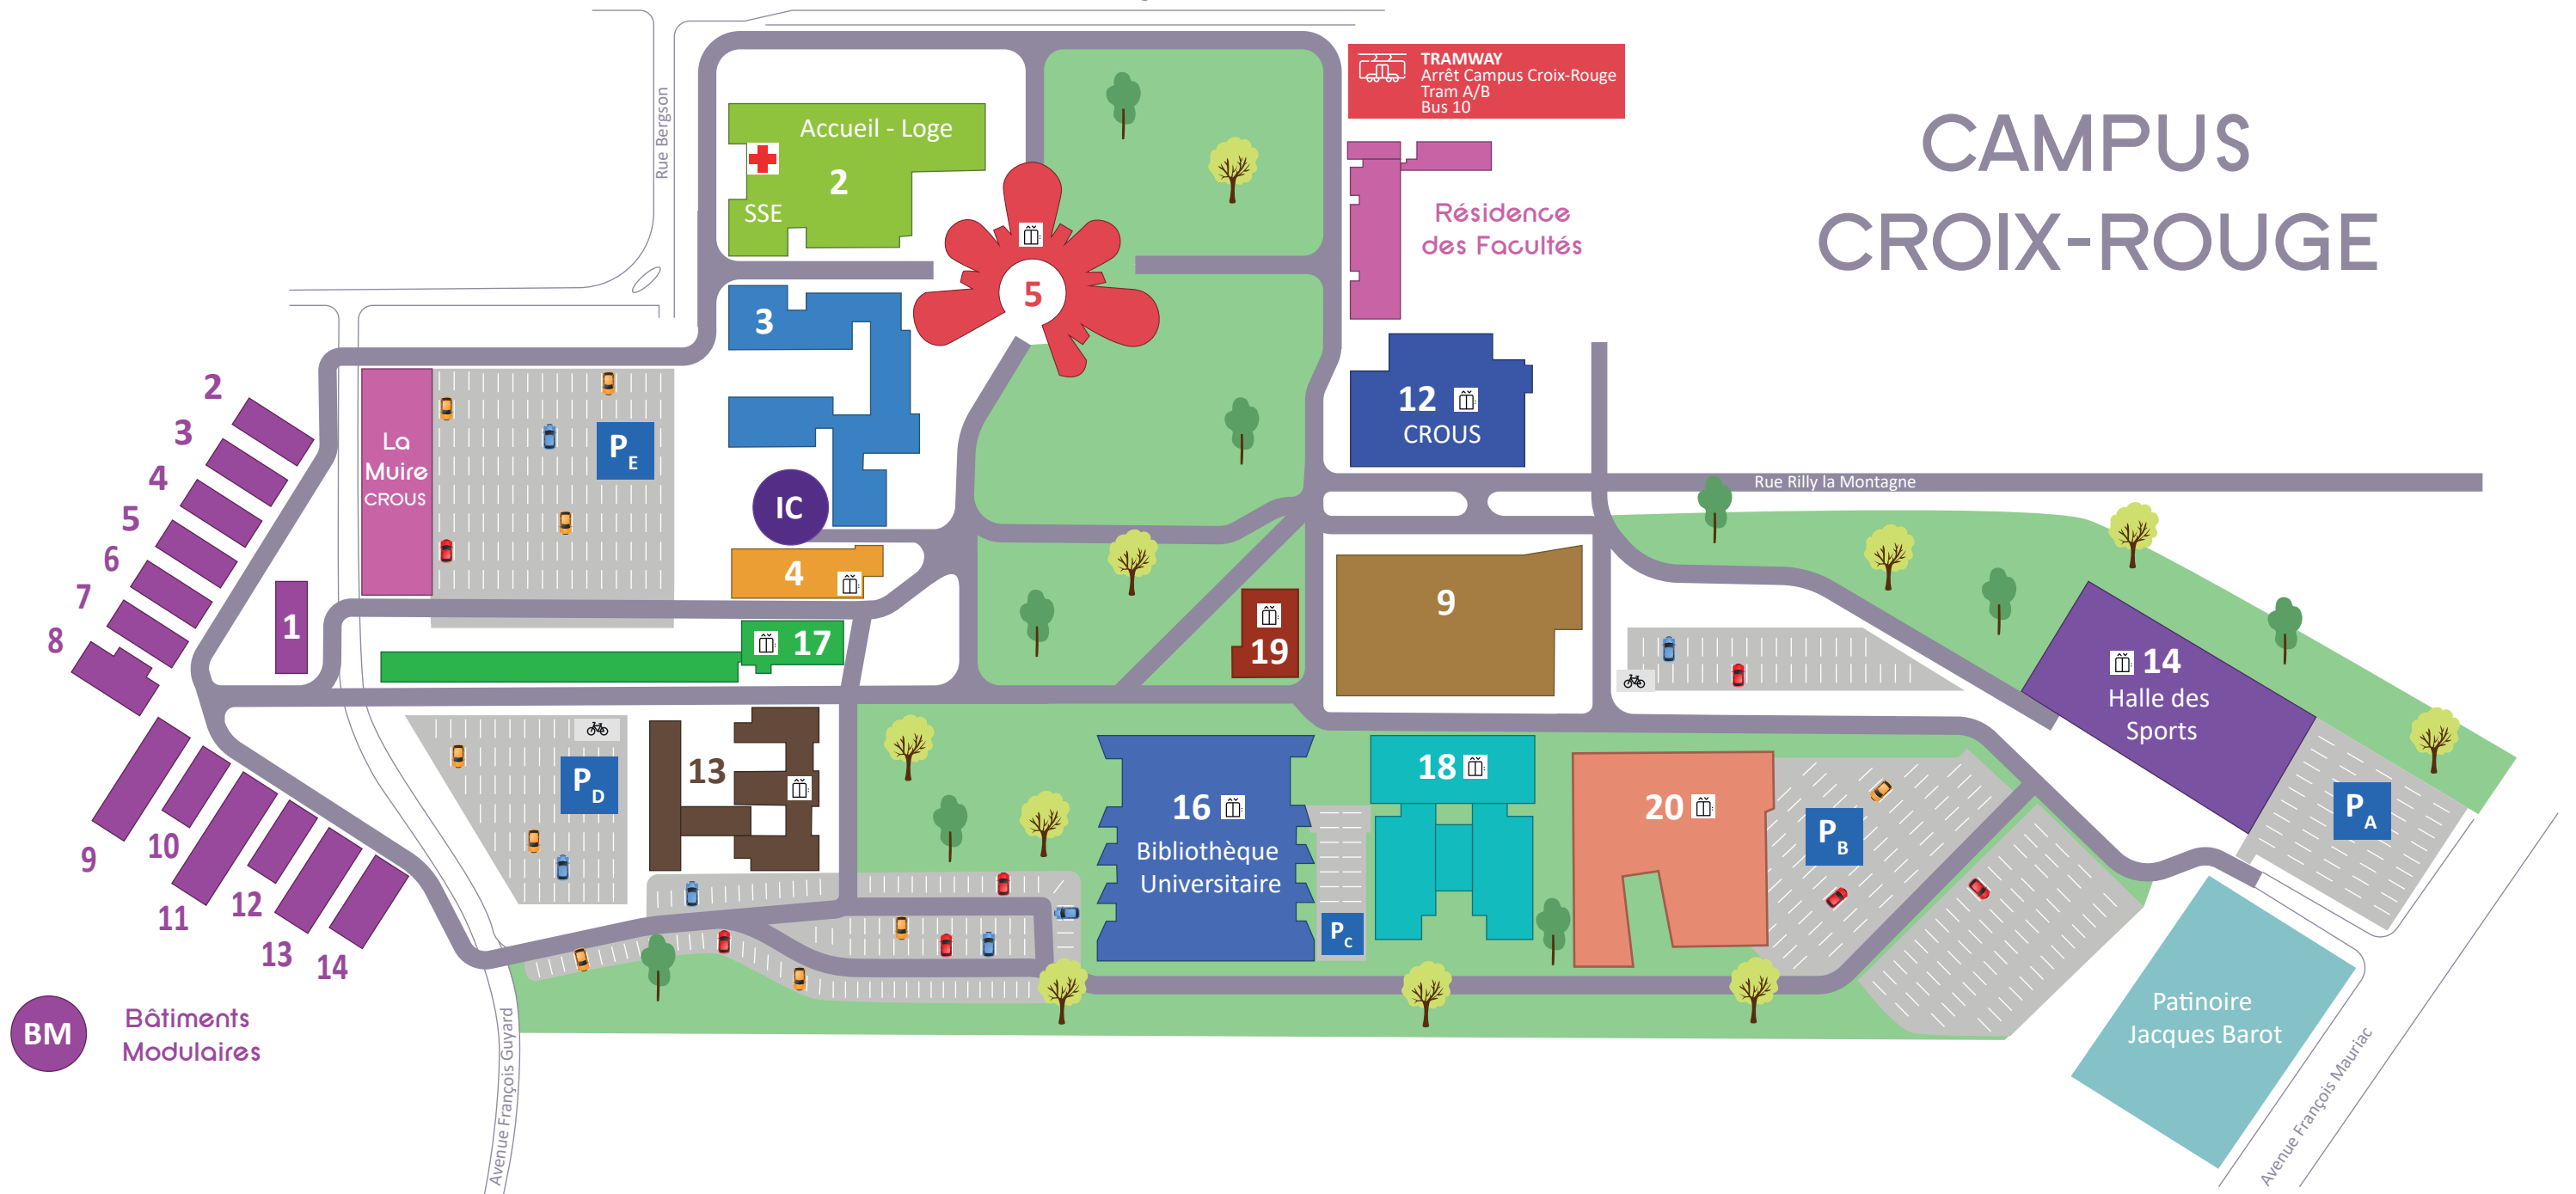 CAMPUS
CROIX-ROUGE
TRAMWAY
Arrêt Campus Croix-Rouge
Tram A/B
Bus 10
Rue Bergson
Accueil - Loge
2
SSE
Résidence
des Facultés
5
3
12
CROUS
Rue Rilly la Montagne
La
Muire
CROUS
PE
IC
4
9
17
19
14
Halle des
Sports
PA
1
2
3
4
5
6
7
8
9
10
11
12
13
14
PD
13
16
Bibliothèque
Universitaire
PC
18
20
PB
Patinoire
Jacques Barot
Avenue François Mauriac
Avenue François Guyard
BM
Bâtiments
Modulaires